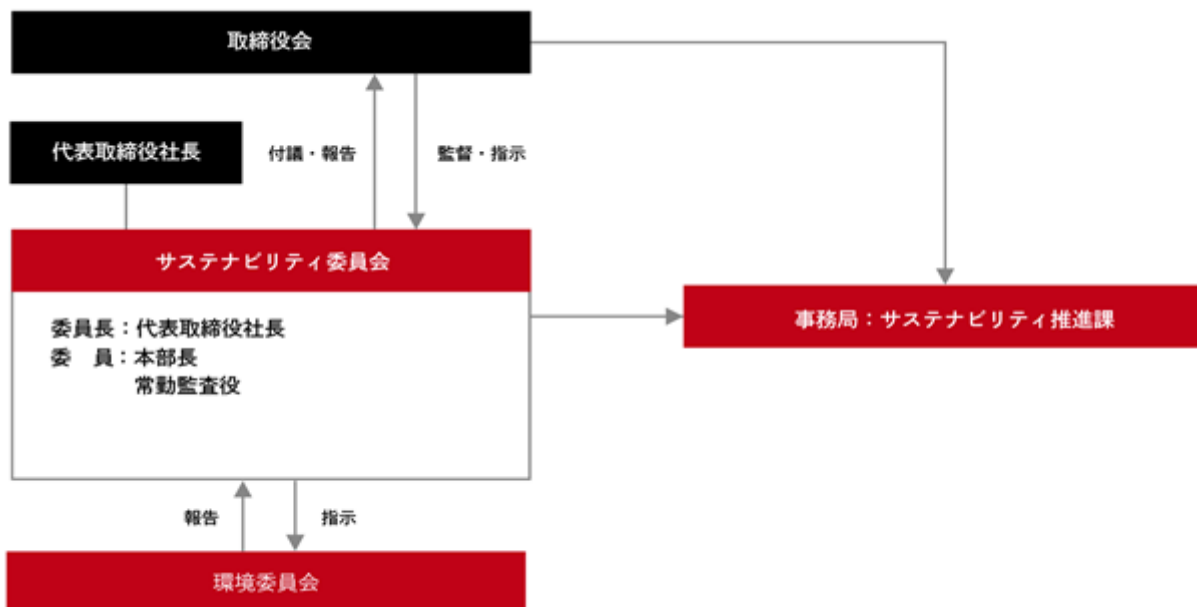 取締役会
代表取締役社長
付議・報告
監督・指示
サステナビリティ委員会
委員長：代表取締役社長
委　員：本部長
常勤監査役
事務局：サステナビリティ推進課
報告
指示
環境委員会